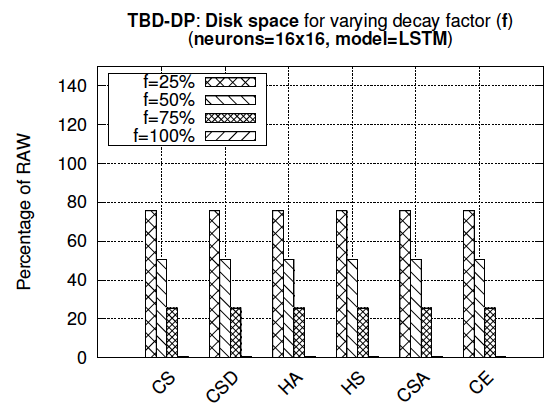 TBD-DP: Disk space for varying decay factor (f)
(neurons=16x16, model=LSTM)
Percentage of RAW
140
120
100
80
60
40
20
0
f=25%
f=50%
f=75%
f=100%
CS
CSD
HA
HS
CSA
CE